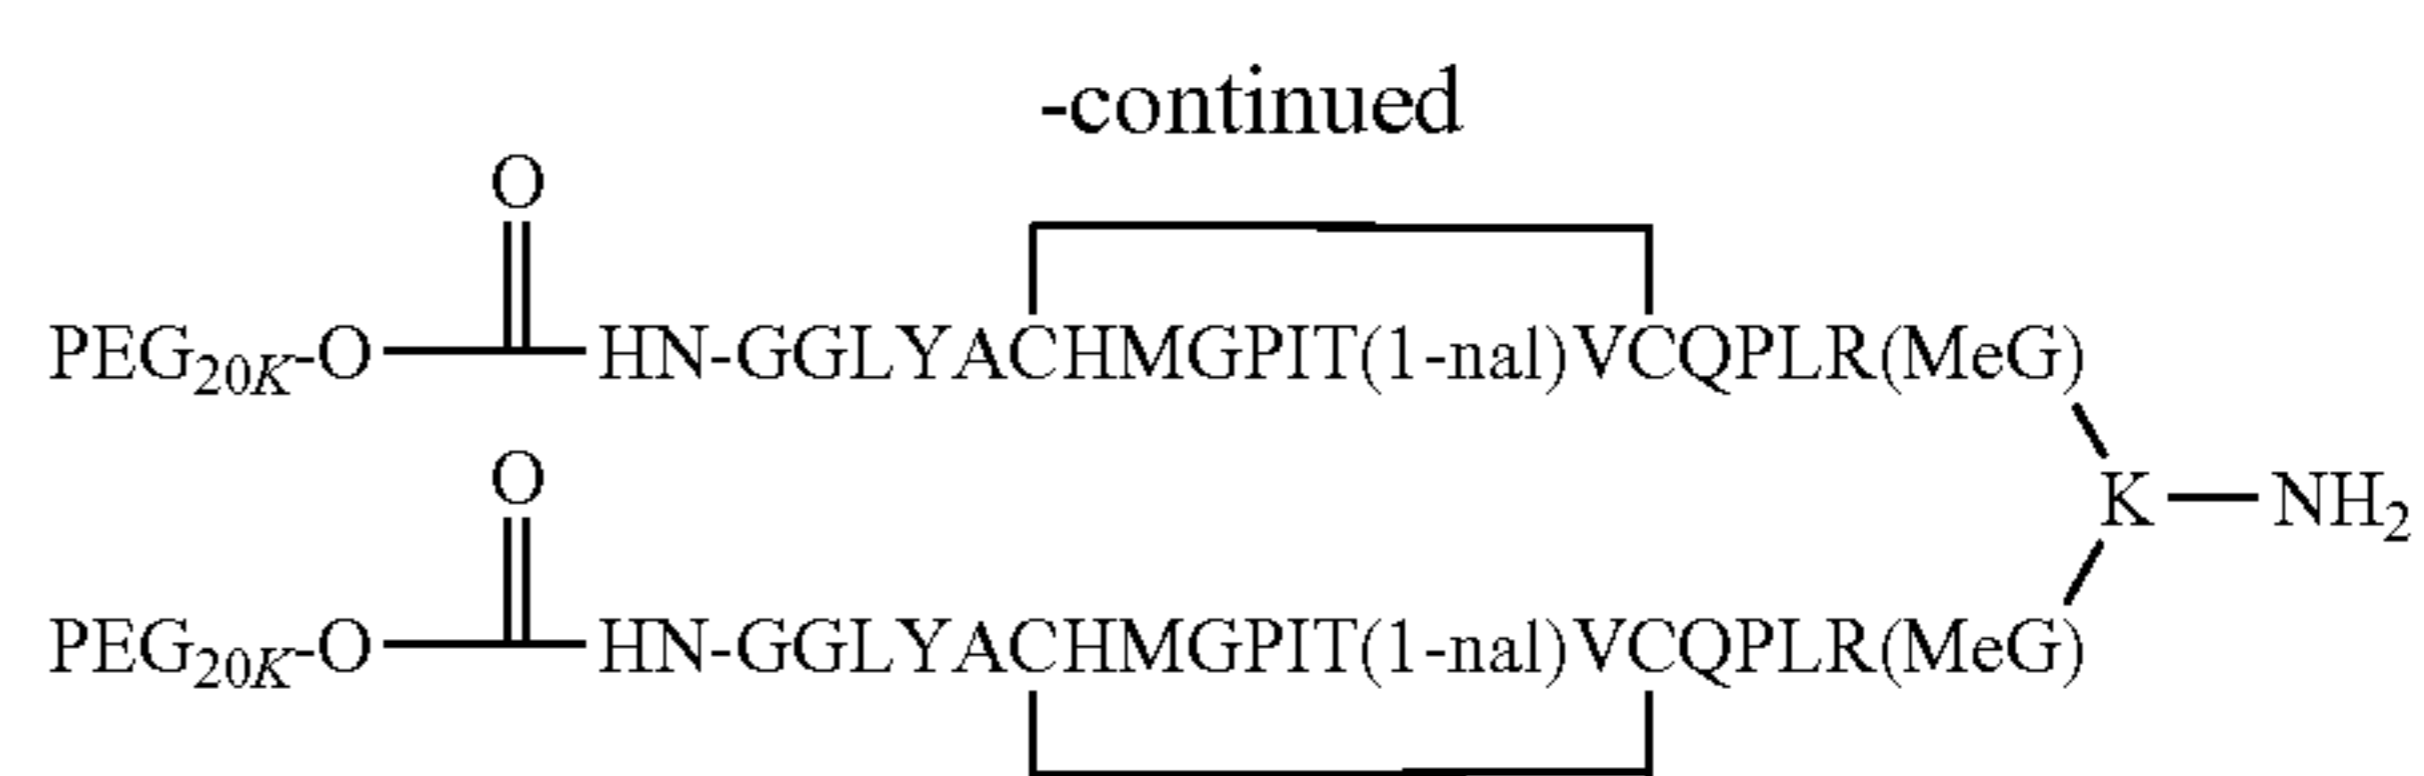 -continued
O
PEG20K-O HN-GGLYACHMGPIT(1-nal)VCQPLR(MeG)
O
K NH2
PEG20K-O HN-GGLYACHMGPIT(1-nal)VCQPLR(MeG)